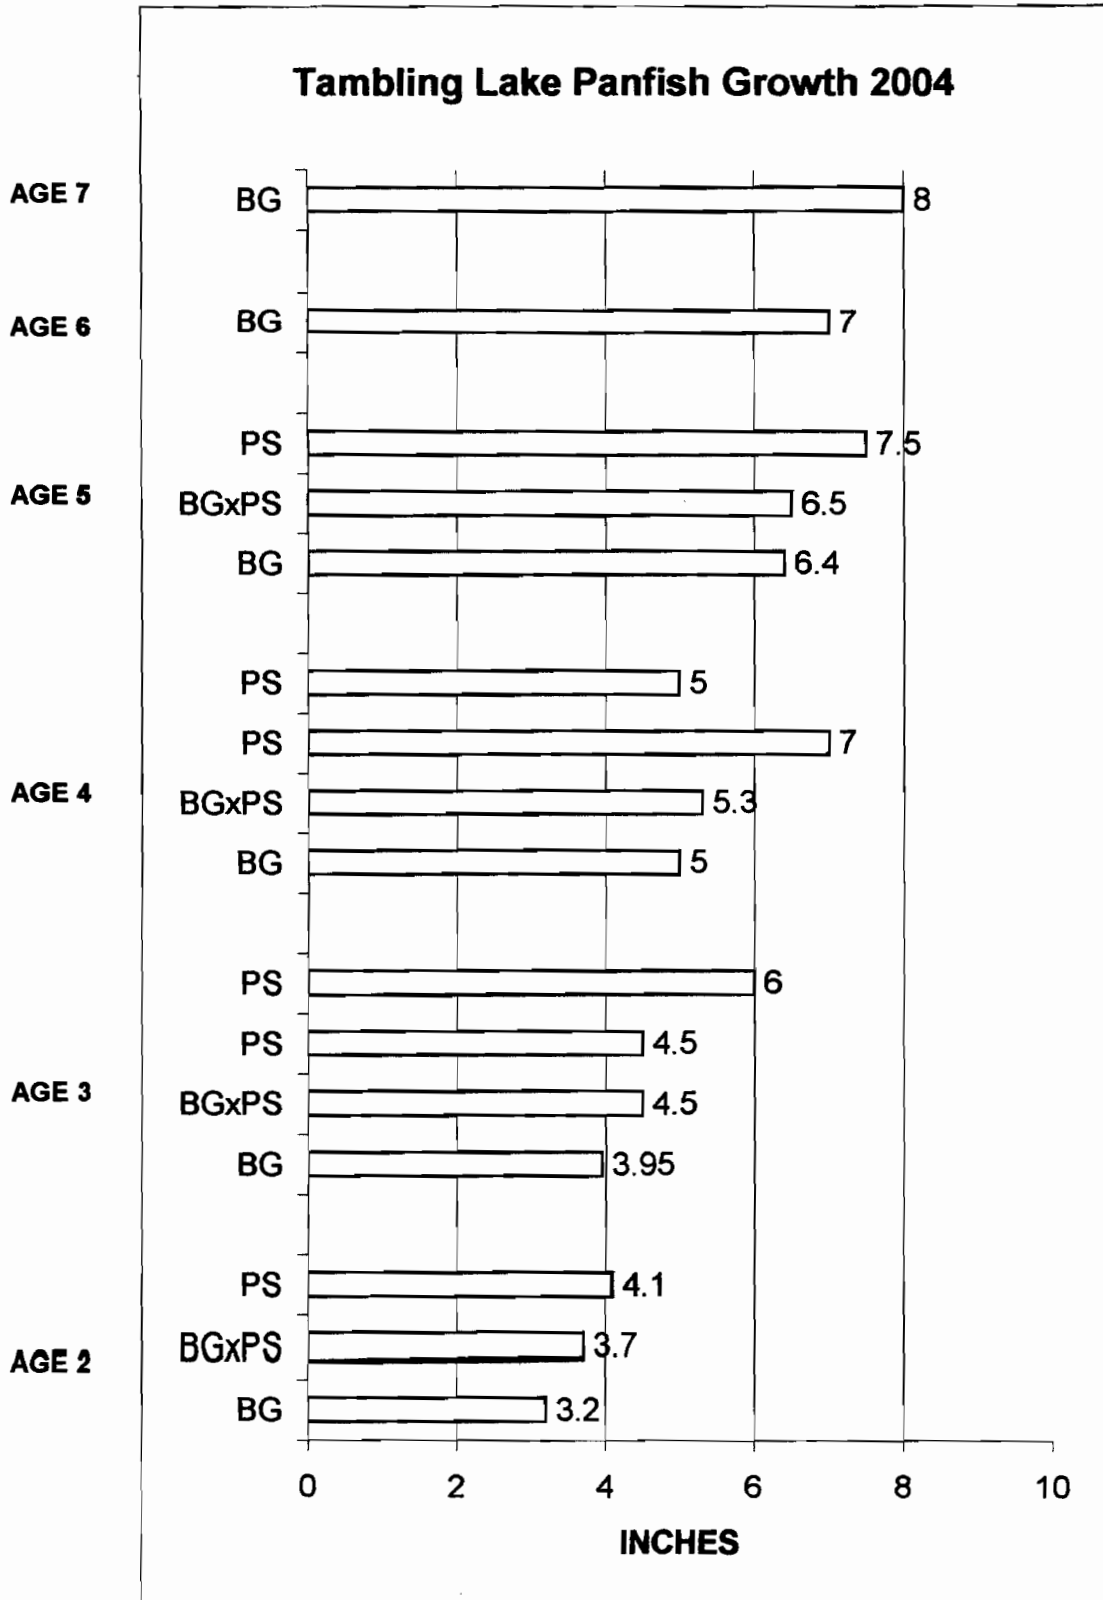 Tambling Lake Panfish Growth 2004
AGE 7
BG
8
AGE 6
BG
7
PS
7.5
AGE 5
BGxPS
6.5
BG
6.4
PS
5
PS
7
AGE 4
BGxPS
5.3
BG
5
PS
6
PS
4.5
AGE 3
BGxPS
4.5
BG
3.95
PS
4.1
AGE 2
BGxPS
3.7
BG
3.2
0 2 4 6 8 10
INCHES